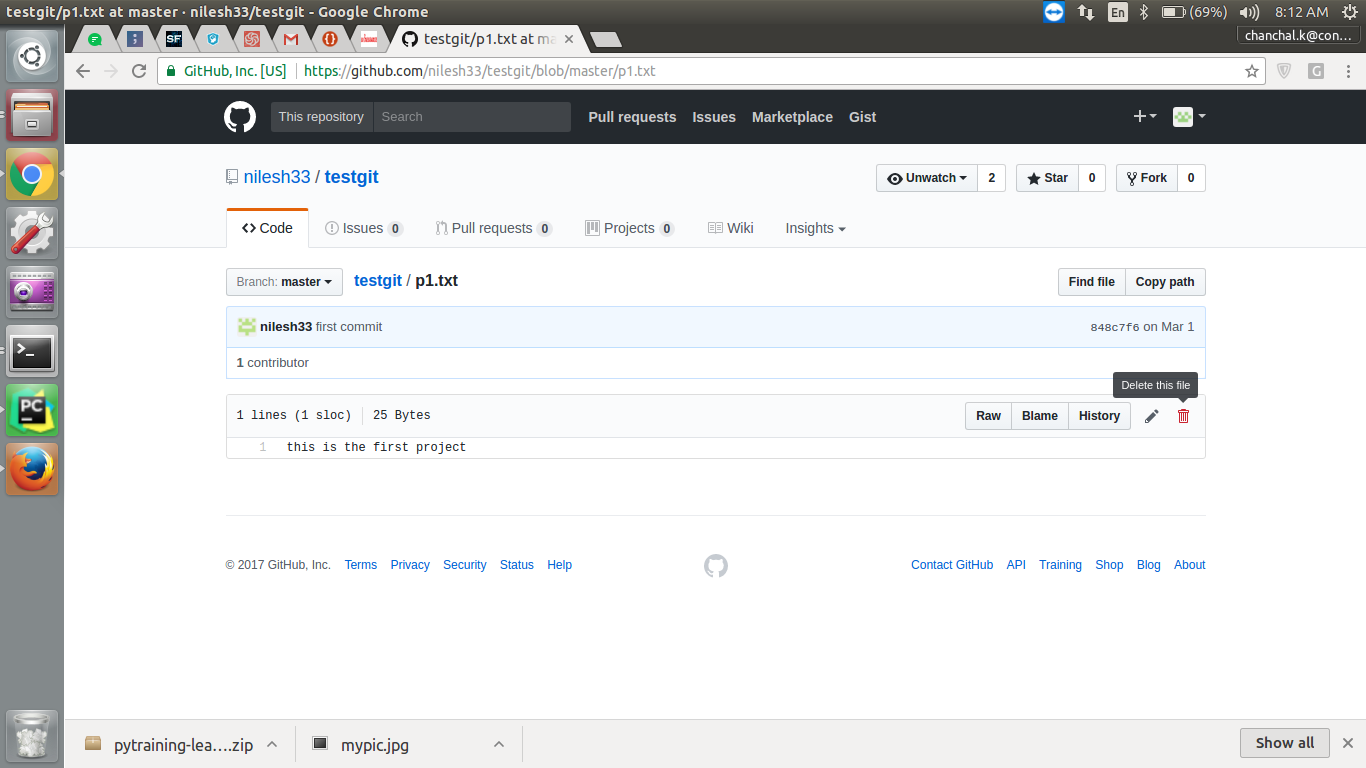 testgit/p1.txt at master · nilesh33/testgit - Google Chrome
En (69%) 8:12 AM
SF testgit/p1.txt at ma
chanchal.k@con...
GitHub, Inc. [US] https://github.com/nilesh33/testgit/blob/master/p1.txt G
This repository Search Pull requests Issues Marketplace Gist
nilesh33 / testgit Unwatch 2 Star 0 Fork 0
Code Issues 0 Pull requests 0 Projects 0 Wiki Insights
Branch: master testgit / p1.txt Find file Copy path
nilesh33 first commit 848c7f6 on Mar 1
1 contributor
Delete this file
1 lines (1 sloc) 25 Bytes Raw Blame History
1 this is the first project
PC
© 2017 GitHub, Inc. Terms Privacy Security Status Help Contact GitHub API Training Shop Blog About
pytraining-lea....zip mypic.jpg Show all